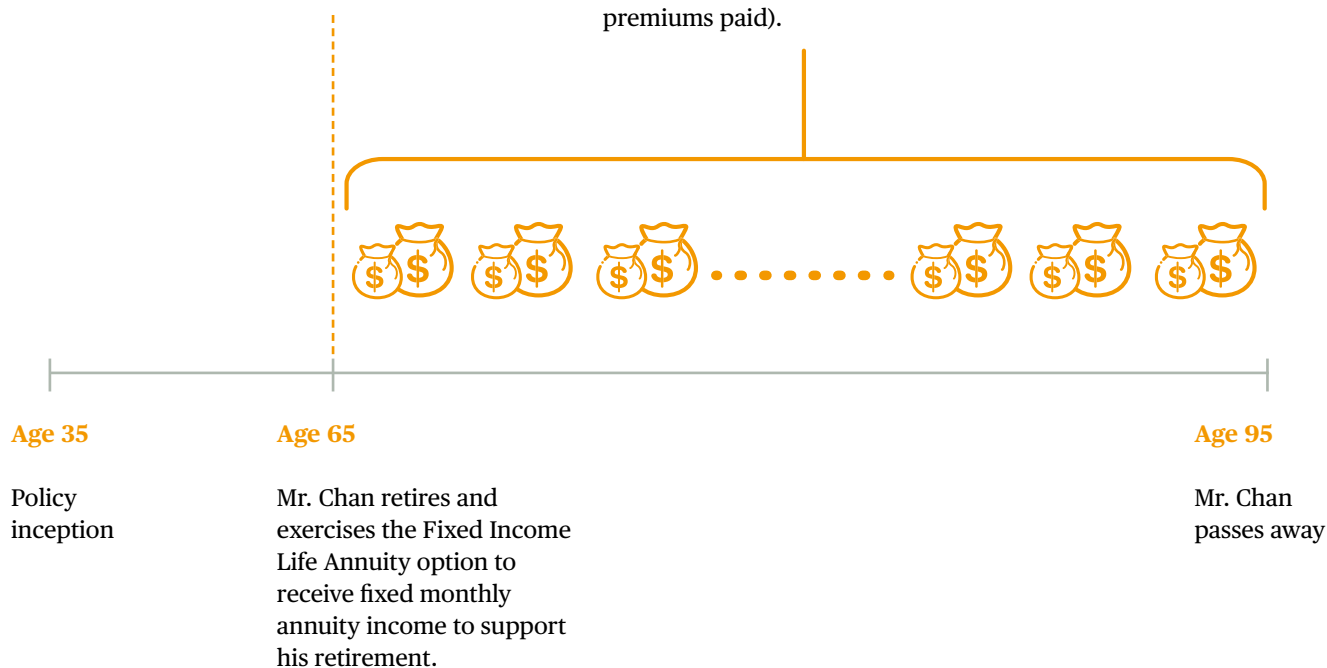 premiums paid).
$ $ $ $ $ $ $ $ $ $ $ $
Age 35
Age 65
Age 95
Policy
inception
Mr. Chan retires and
exercises the Fixed Income
Life Annuity option to
receive fixed monthly
annuity income to support
his retirement.
Mr. Chan
passes away